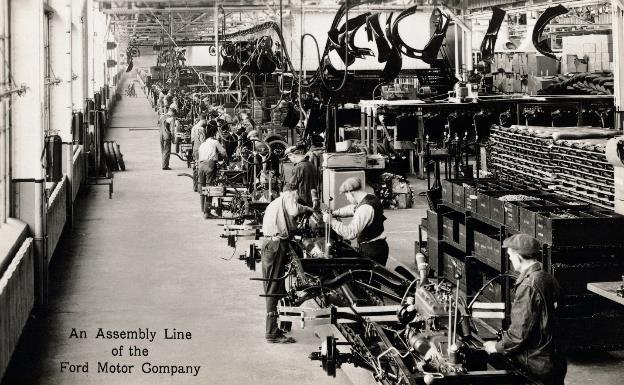 An Assembly Line
of the
Ford Motor Company